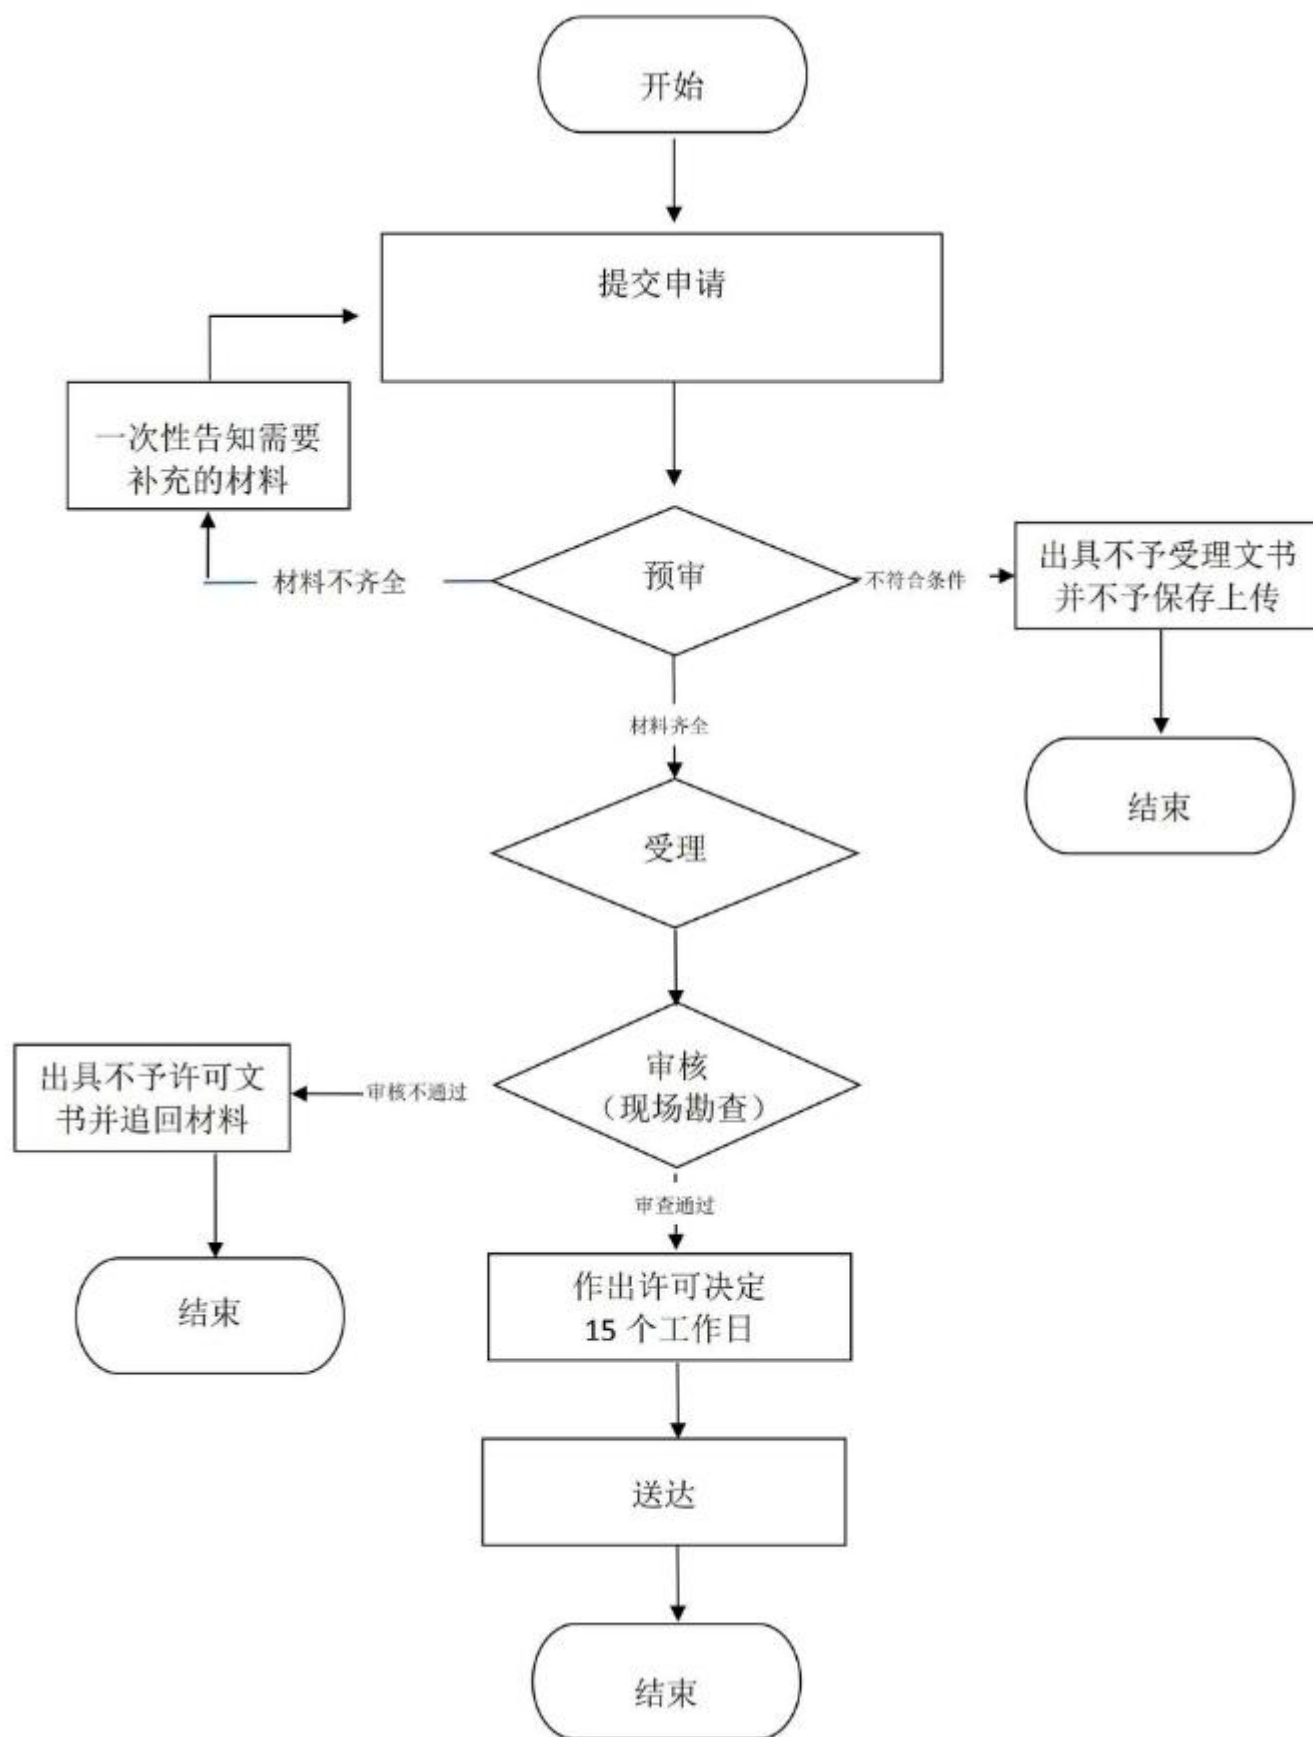 开始
提交申请
一次性告知需要
补充的材料
材料不齐全
预审
不符合条件
出具不予受理文书
并不予保存上传
结束
材料齐全
受理
审核
（现场勘查）
审核不通过
出具不予许可文
书并追回材料
结束
审查通过
作出许可决定
15 个工作日
送达
结束